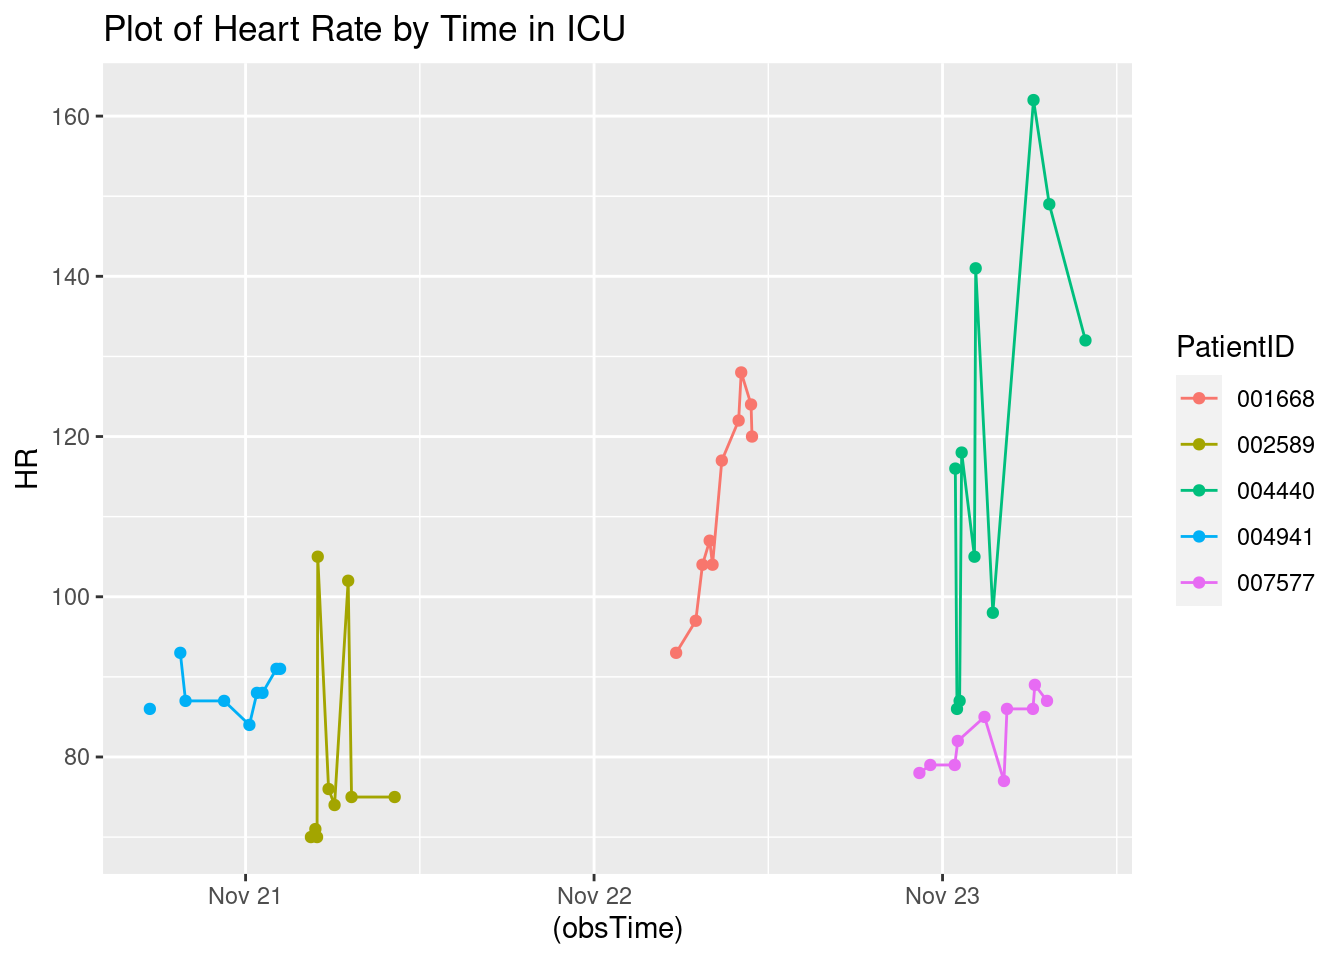 Plot of Heart Rate by Time in ICU
HR
160
140
120
100
80
Nov 21
Nov 22
Nov 23
(obsTime)
PatientID
001668
002589
004440
004941
007577